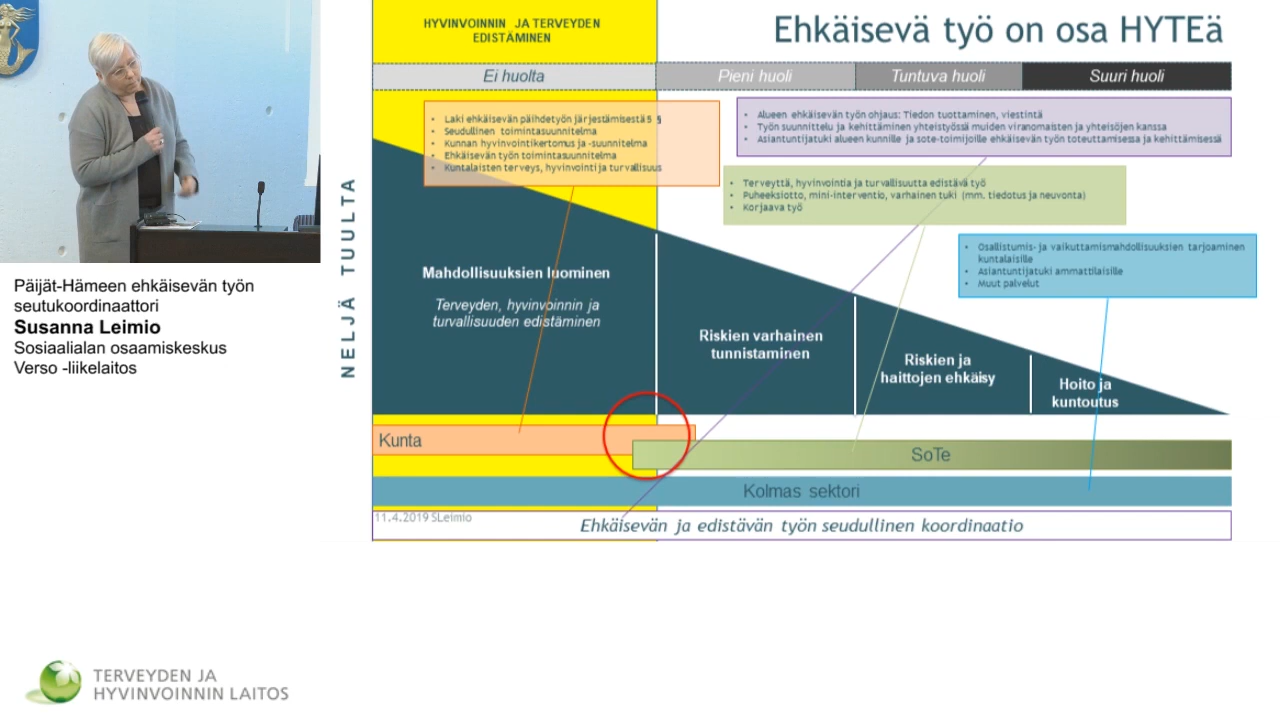 Päijät-Hämeen ehkäisevän työn
seutukoordinaattori
Susanna Leimio
Sosiaalialan osaamiskeskus
Verso -liikelaitos
TERVEYDEN JA
HYVINVOINNIN LAITOS
HYVINVOINNIN JA TERVEYDEN
EDISTÄMINEN
Ehkäisevä työ on osa HYTEä
Ei huolta
Pieni huoli
Tuntuva huoli
Suuri huoli
• Laki ehkäisevän päihdetyön järjestämisestä 5 §
• Seudullinen toimintasuunnitelma
• Kunnan hyvinvointikertomus ja -suunnitelma
• Ehkäisevän työn toimintasuunnitelma
• Kuntalaisten terveys, hyvinvointi ja turvallisuus
• Alueen ehkäisevän työn ohjaus: Tiedon tuottaminen, viestintä
• Työn suunnittelu ja kehittäminen yhteistyössä muiden viranomaisten ja yhteisöjen kanssa
• Asiantuntijatuki alueen kunnille ja sote-toimijoille ehkäisevän työn toteuttamisessa ja kehittämisessä
• Terveyttä, hyvinvointia ja turvallisuutta edistävä työ
• Puheeksiotto, mini-interventio, varhainen tuki (mm. tiedotus ja neuvonta)
• Korjaava työ
• Osallistumis- ja vaikuttamismahdollisuuksien tarjoaminen
kuntalaisille
• Asiantuntijatuki ammattilaisille
• Muut palvelut
NELJÄ TUULTA
Mahdollisuuksien luominen
Terveyden, hyvinvoinnin ja
turvallisuuden edistäminen
Riskien varhainen
tunnistaminen
Riskien ja
haittojen ehkäisy
Hoito ja
kuntoutus
Kunta
SoTe
Kolmas sektori
11.4.2019 SLeimio
Ehkäisevän ja edistävän työn seudullinen koordinaatio